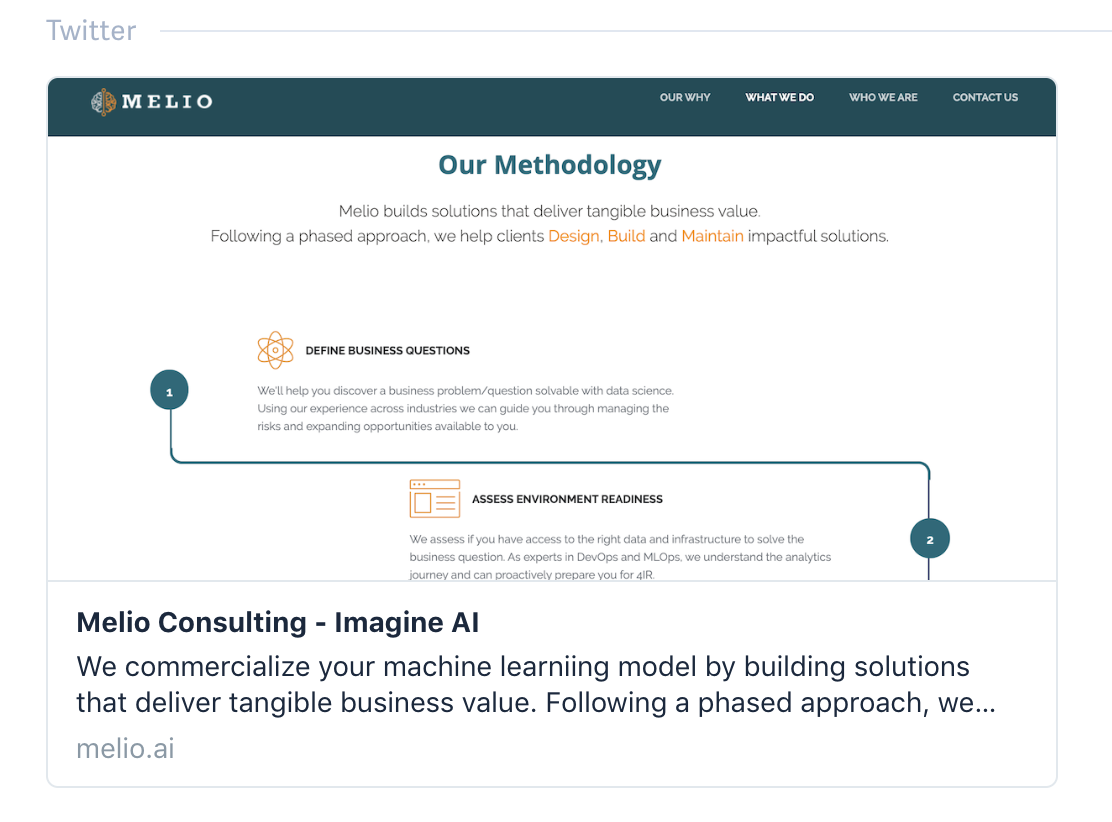 Twitter
MELIO
OUR WHY
WHAT WE DO
WHO WE ARE
CONTACT US
Our Methodology
Melio builds solutions that deliver tangible business value.
Following a phased approach, we help clients Design, Build and Maintain impactful solutions.
DEFINE BUSINESS QUESTIONS
1
We'll help you discover a business problem/question solvable with data science.
Using our experience across industries we can guide you through managing the
risks and expanding opportunities available to you.
ASSESS ENVIRONMENT READINESS
2
We assess if you have access to the right data and infrastructure to solve the
business question. As experts in DevOps and MLOps, we understand the analytics
journey and can proactively prepare you for 4IR.
Melio Consulting - Imagine AI
We commercialize your machine learniing model by building solutions
that deliver tangible business value. Following a phased approach, we...
melio.ai